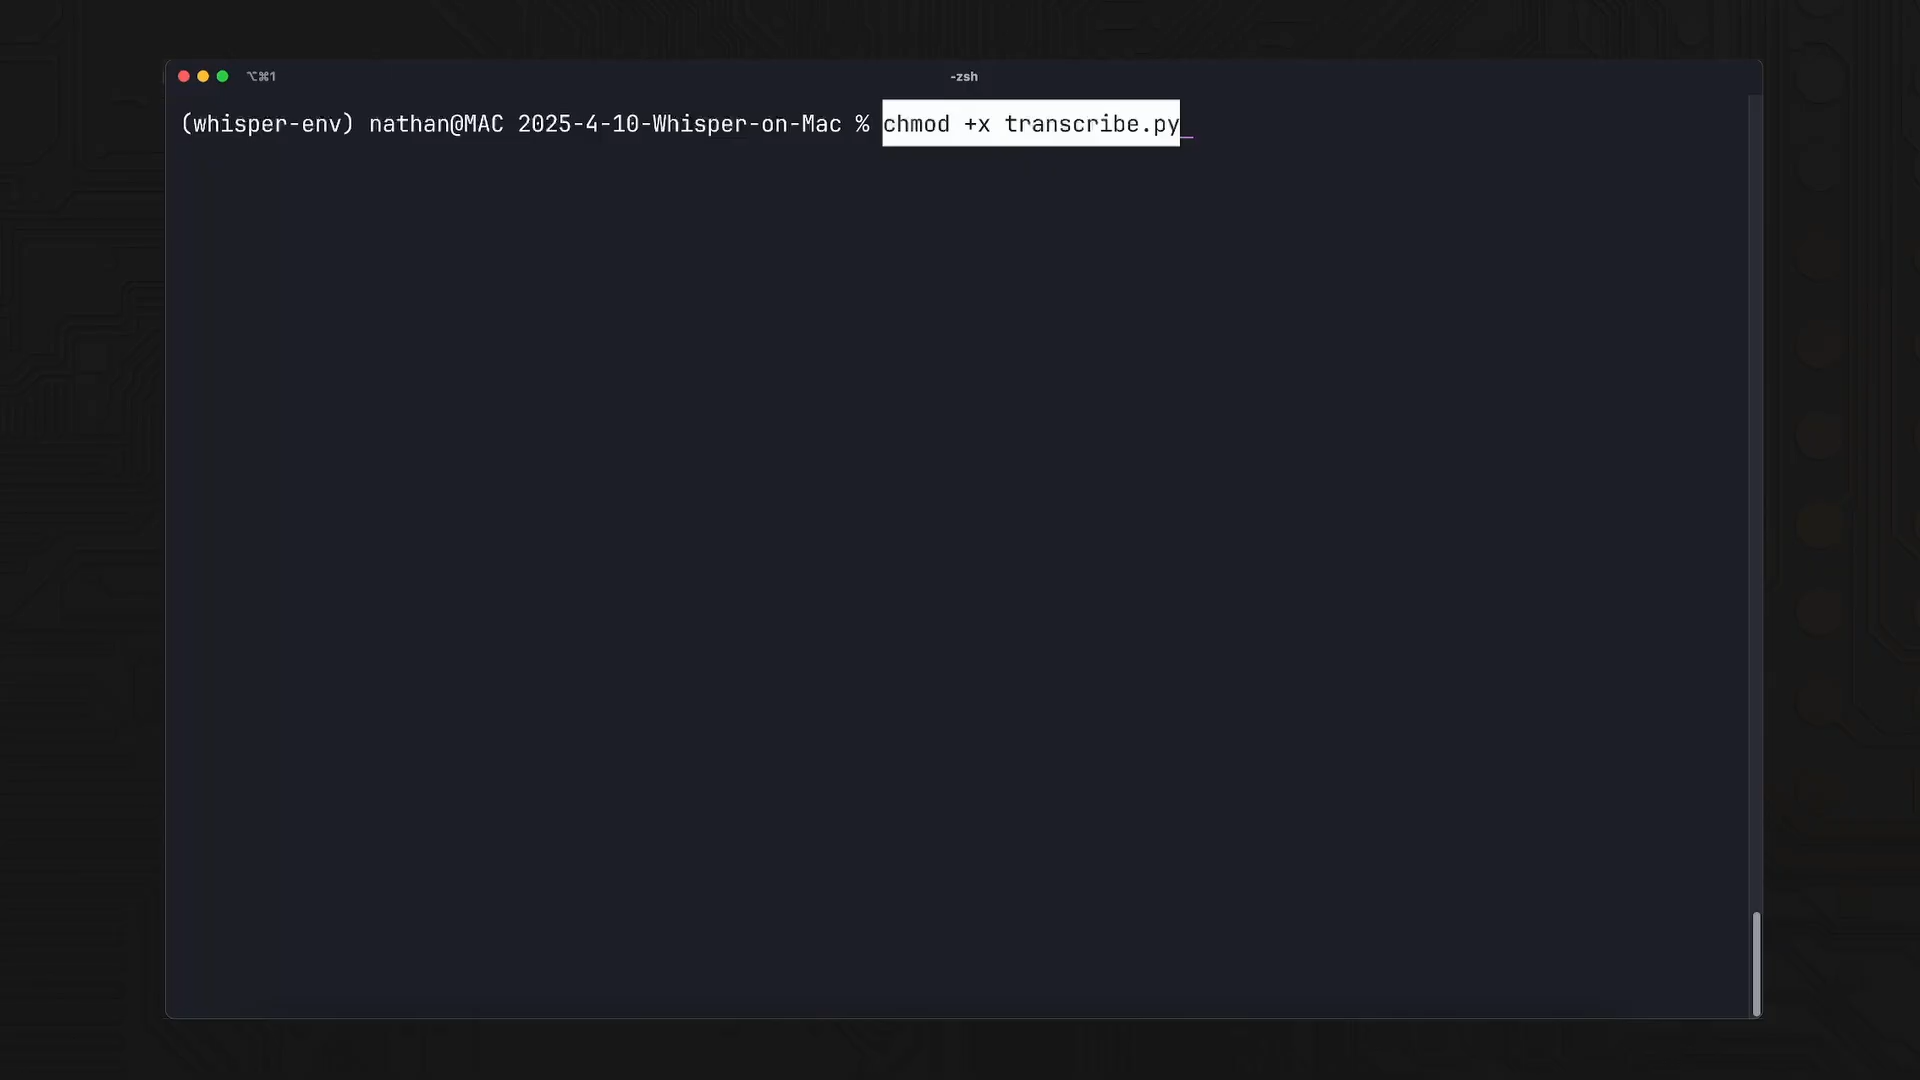 ⌥⌘1
-zsh
(whisper-env) nathan@MAC 2025-4-10-Whisper-on-Mac % chmod +x transcribe.py